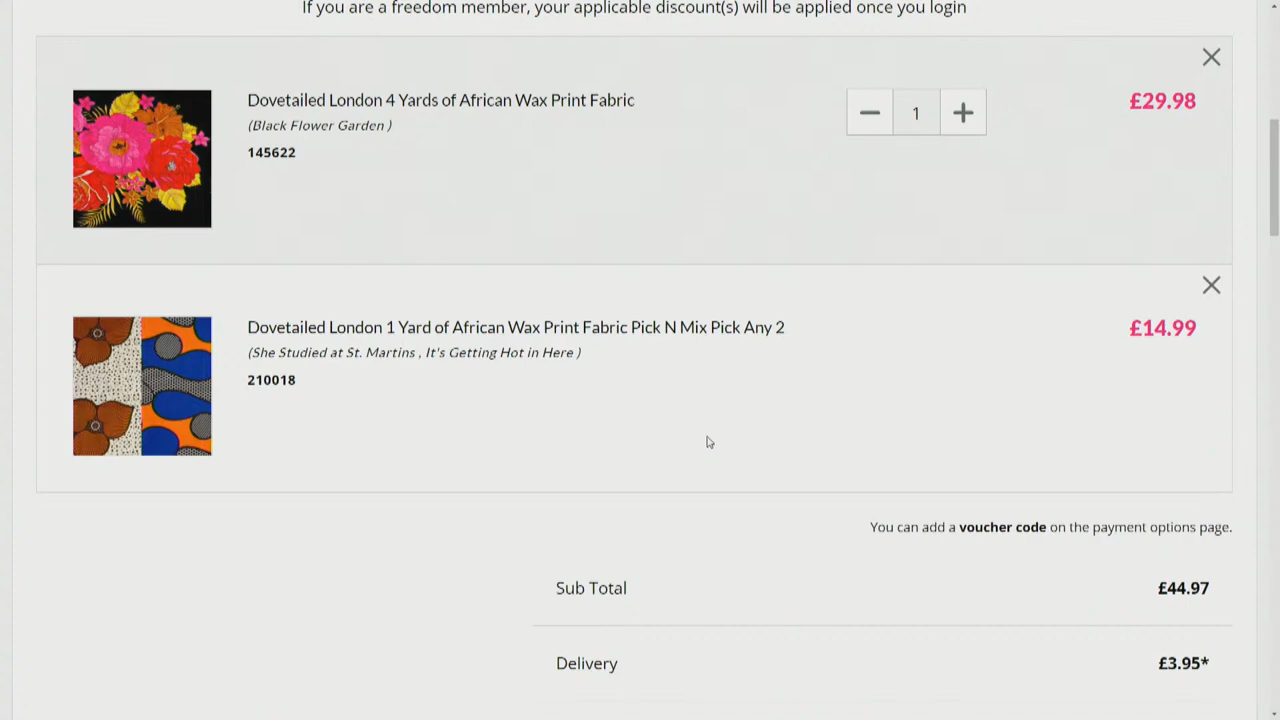 If you are a freedom member, your applicable discount(s) will be applied once you login
Dovetailed London 4 Yards of African Wax Print Fabric
(Black Flower Garden )
145622
1
£29.98
Dovetailed London 1 Yard of African Wax Print Fabric Pick N Mix Pick Any 2
(She Studied at St. Martins , It's Getting Hot in Here )
210018
£14.99
You can add a voucher code on the payment options page.
Sub Total £44.97
Delivery £3.95*